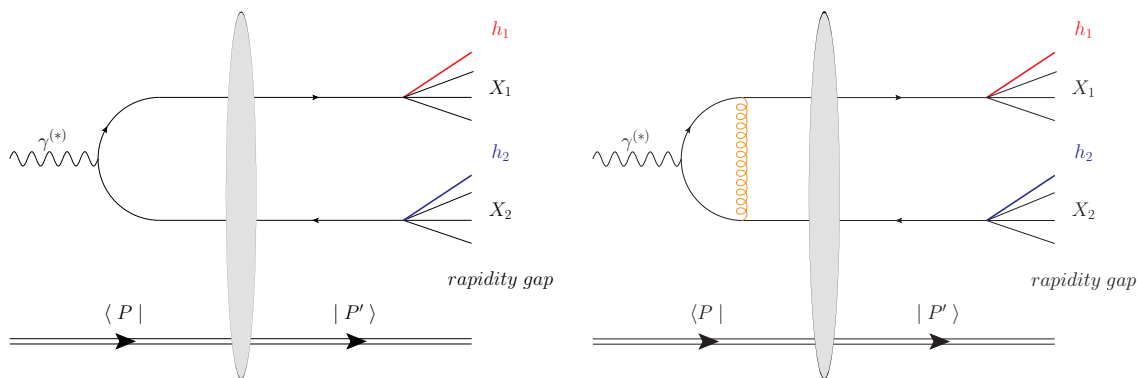 h₁
X₁
γ⁽*⁾
h₂
X₂
rapidity gap
⟨ P |
| P′ ⟩
h₁
X₁
γ⁽*⁾
h₂
X₂
rapidity gap
⟨P |
| P′ ⟩